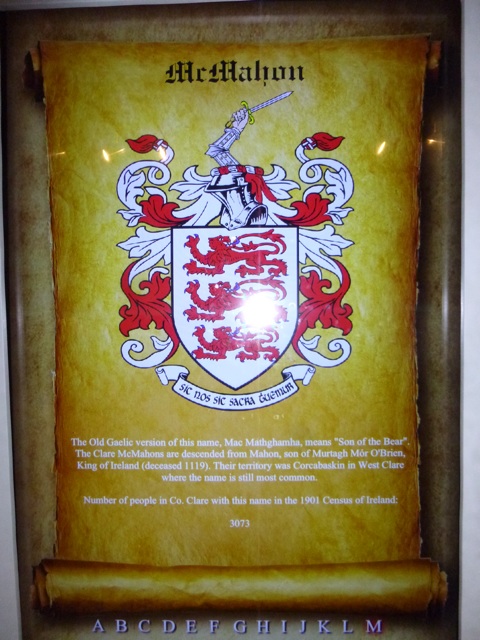 McMahon
SIC NOS SIC SACRA TUEMUR
The Old Gaelic version of this name, Mac Mathghamha, means "Son of the Bear".
The Clare McMahons are descended from Mahon, son of Murtagh Mór O'Brien,
King of Ireland (deceased 1119). Their territory was Corcabaskin in West Clare
where the name is still most common.
Number of people in Co. Clare with this name in the 1901 Census of Ireland:
3073
A B C D E F G H I J K L M